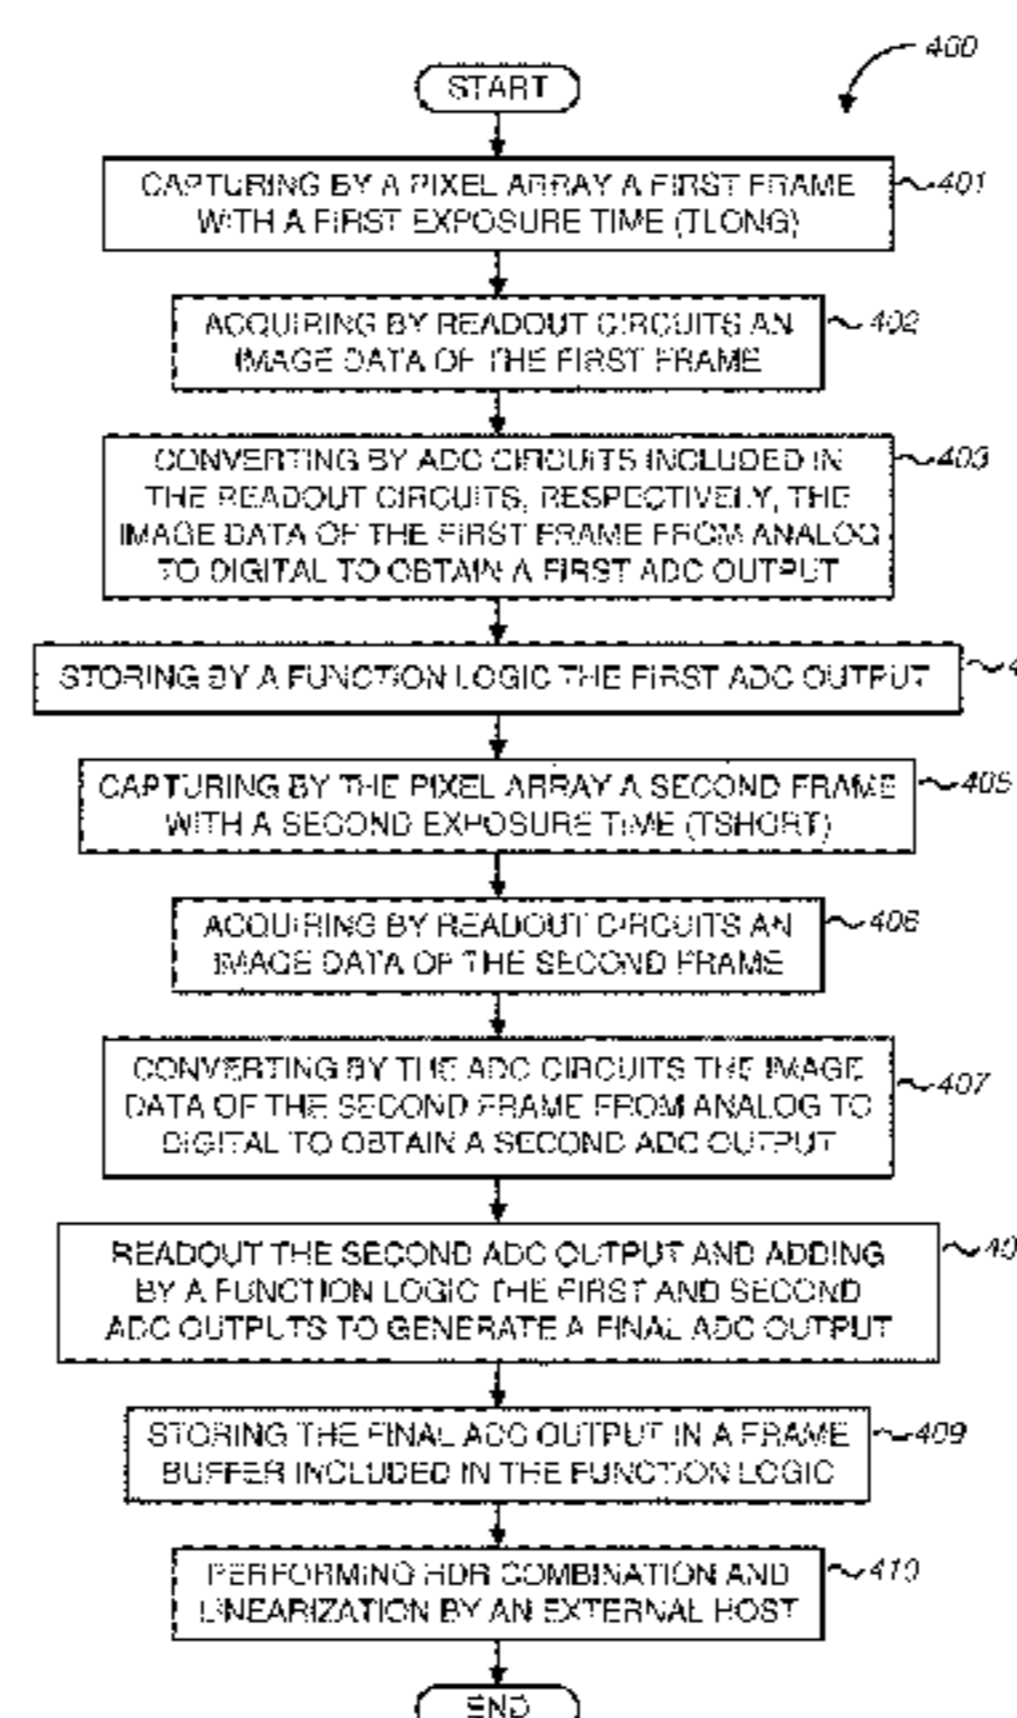 400
START
CAPTURING BY A PIXEL ARRAY A FIRST FRAME
WITH A FIRST EXPOSURE TIME (TLONG)
401
ACQUIRING BY READOUT CIRCUITS AN
IMAGE DATA OF THE FIRST FRAME
402
CONVERTING BY ADC CIRCUITS INCLUDED IN
THE READOUT CIRCUITS, RESPECTIVELY, THE
IMAGE DATA OF THE FIRST FRAME FROM ANALOG
TO DIGITAL TO OBTAIN A FIRST ADC OUTPUT
403
STORING BY A FUNCTION LOGIC THE FIRST ADC OUTPUT
CAPTURING BY THE PIXEL ARRAY A SECOND FRAME
WITH A SECOND EXPOSURE TIME (TSHORT)
405
ACQUIRING BY READOUT CIRCUITS AN
IMAGE DATA OF THE SECOND FRAME
406
CONVERTING BY THE ADC CIRCUITS THE IMAGE
DATA OF THE SECOND FRAME FROM ANALOG TO
DIGITAL TO OBTAIN A SECOND ADC OUTPUT
407
READOUT THE SECOND ADC OUTPUT AND ADDING
BY A FUNCTION LOGIC THE FIRST AND SECOND
ADC OUTPUTS TO GENERATE A FINAL ADC OUTPUT
40
STORING THE FINAL ADC OUTPUT IN A FRAME
BUFFER INCLUDED IN THE FUNCTION LOGIC
409
PERFORMING HDR COMBINATION AND
LINEARIZATION BY AN EXTERNAL HOST
410
END